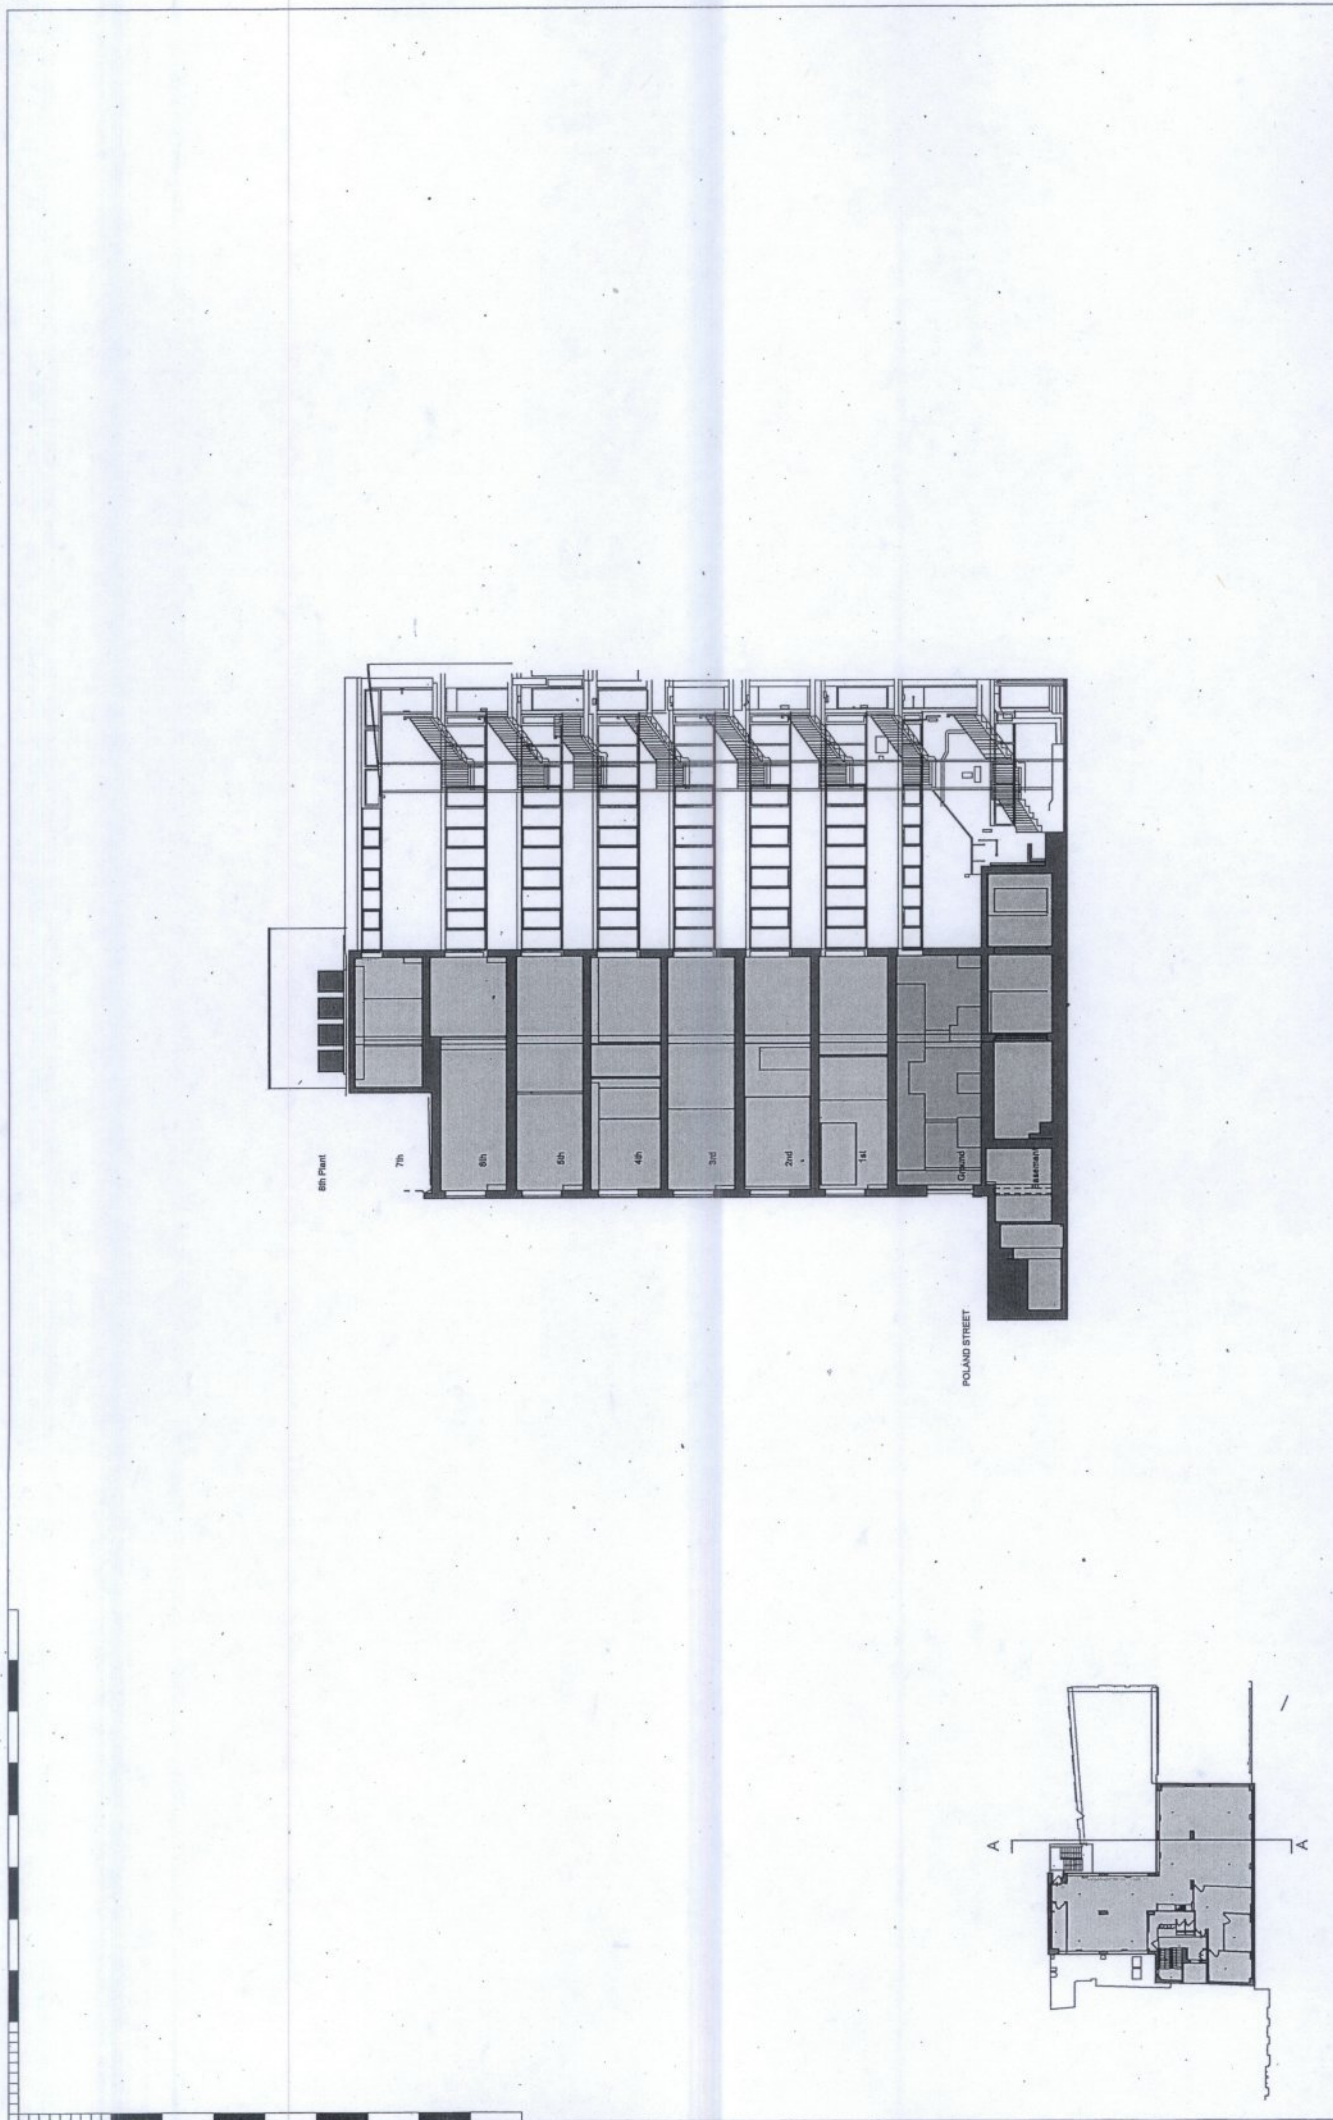 8th Plant
7th
6th
5th
4th
3rd
2nd
1st
Ground
Basement
POLAND STREET
A
A